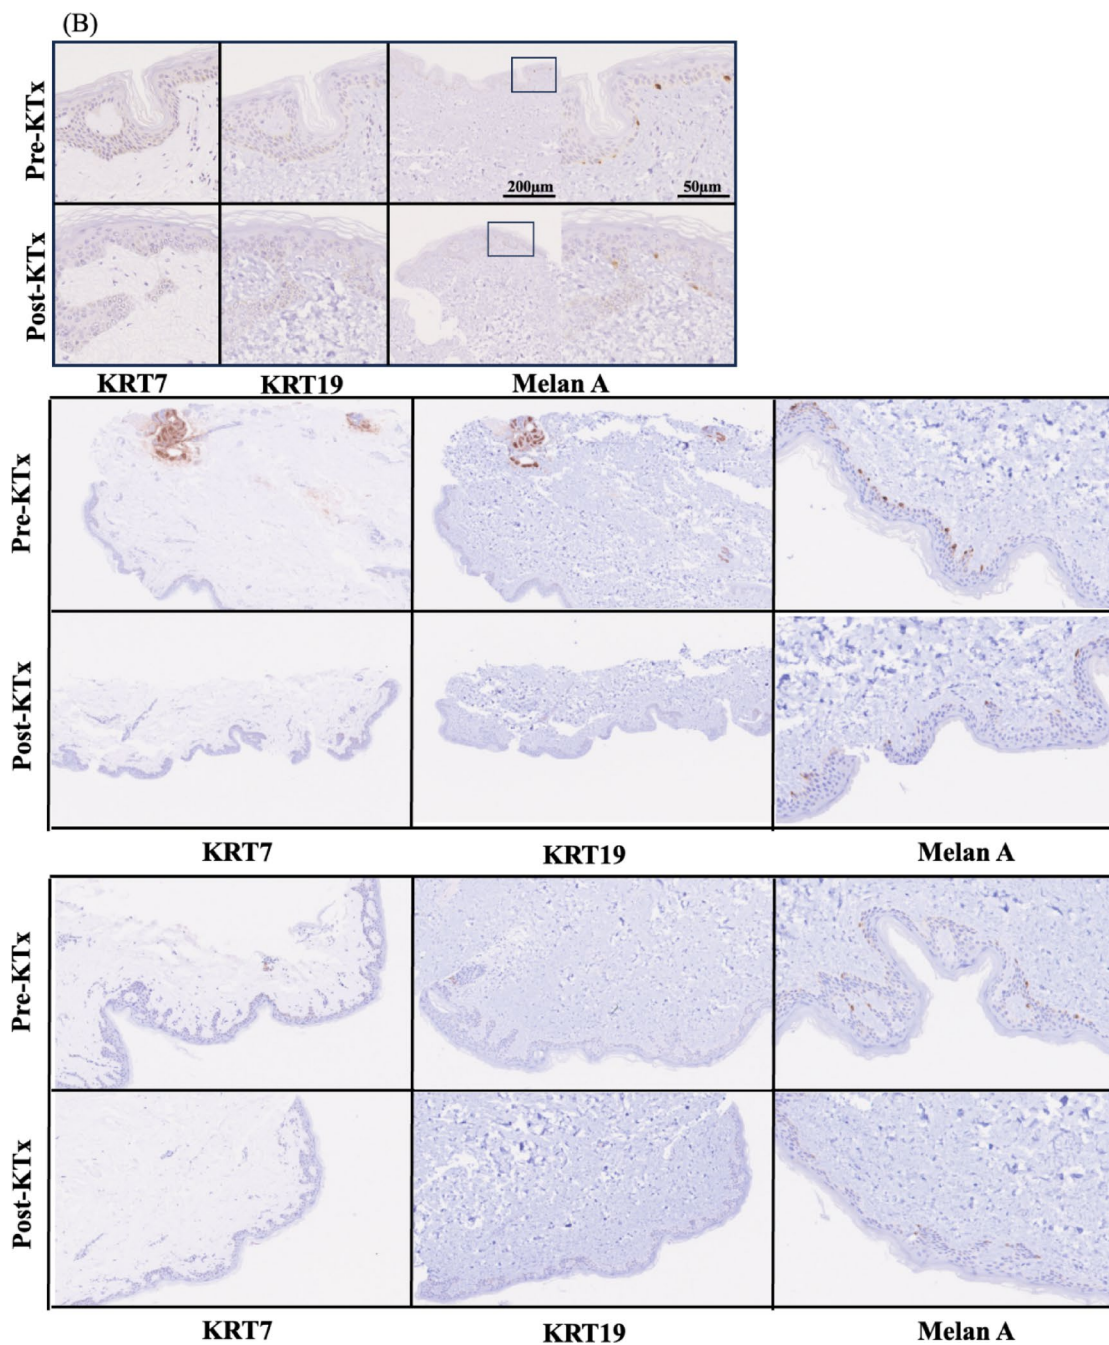 (B)
Pre-KTx
200μm
50μm
Post-KTx
KRT7
KRT19
Melan A
Pre-KTx
Post-KTx
KRT7
KRT19
Melan A
Pre-KTx
Post-KTx
KRT7
KRT19
Melan A